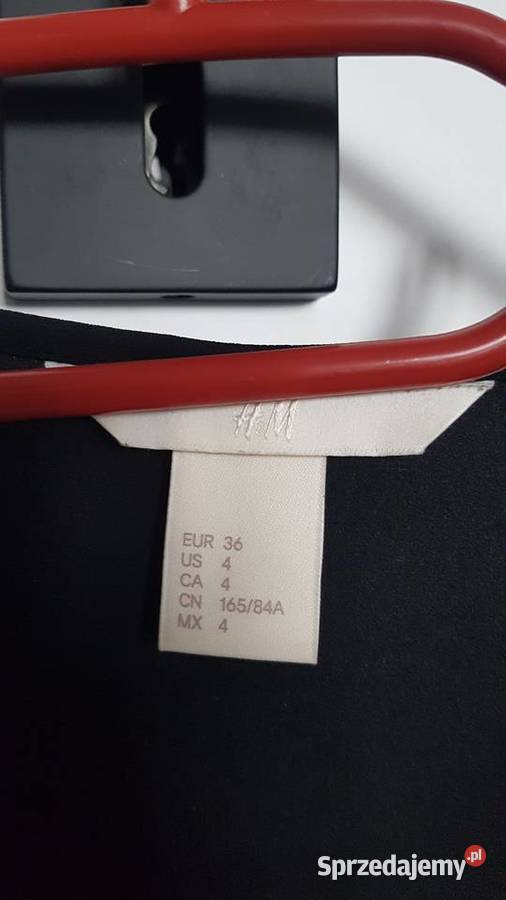 H&M
EUR 36
US 4
CA 4
CN 165/84A
MX 4
Sprzedajemy.pl